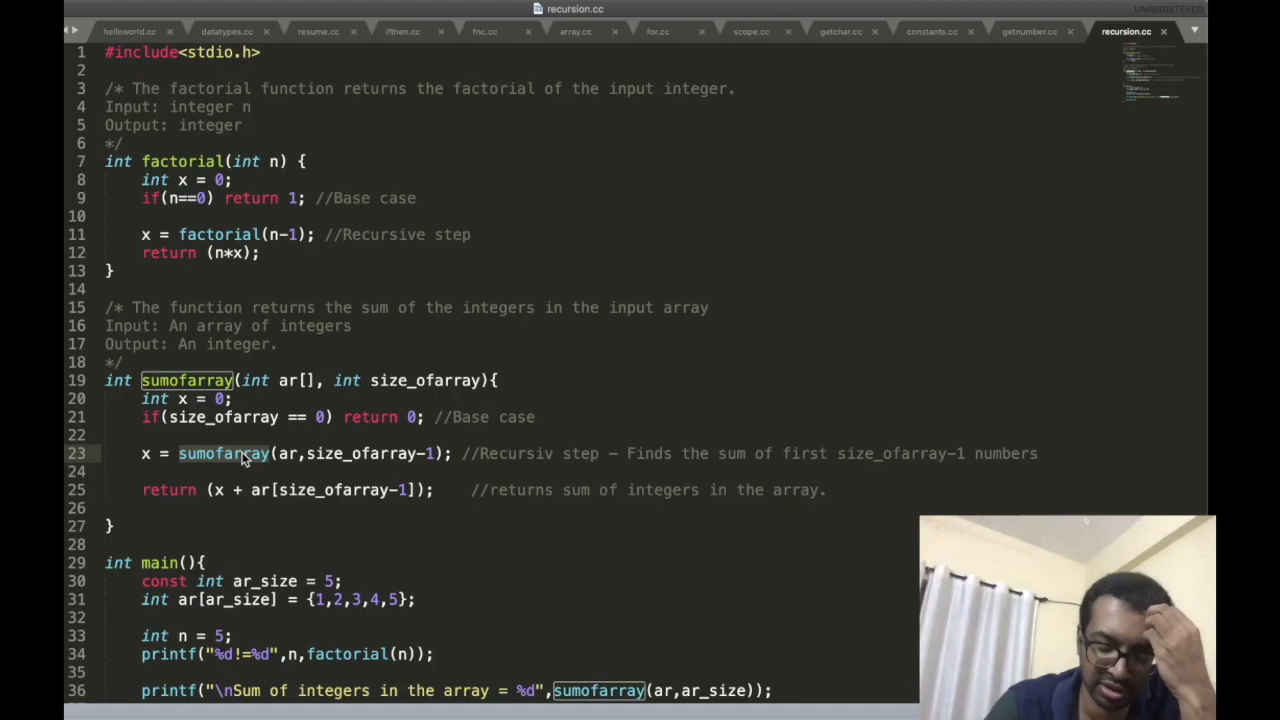 recursion.cc
UNREGISTERED
helloworld.cc
datatypes.cc
resume.cc
ifthen.cc
fnc.cc
array.cc
for.cc
scope.cc
getchar.cc
constants.cc
getnumber.cc
recursion.cc
1 #include<stdio.h>
2
3 /* The factorial function returns the factorial of the input integer.
4 Input: integer n
5 Output: integer
6 */
7 int factorial(int n) {
8 int x = 0;
9 if(n==0) return 1; //Base case
10
11 x = factorial(n-1); //Recursive step
12 return (n*x);
13 }
14
15 /* The function returns the sum of the integers in the input array
16 Input: An array of integers
17 Output: An integer.
18 */
19 int sumofarray(int ar[], int size_ofarray){
20 int x = 0;
21 if(size_ofarray == 0) return 0; //Base case
22
23 x = sumofarray(ar,size_ofarray-1); //Recursiv step - Finds the sum of first size_ofarray-1 numbers
24
25 return (x + ar[size_ofarray-1]); //returns sum of integers in the array.
26
27 }
28
29 int main(){
30 const int ar_size = 5;
31 int ar[ar_size] = {1,2,3,4,5};
32
33 int n = 5;
34 printf("%d!=%d",n,factorial(n));
35
36 printf("\nSum of integers in the array = %d",sumofarray(ar,ar_size));